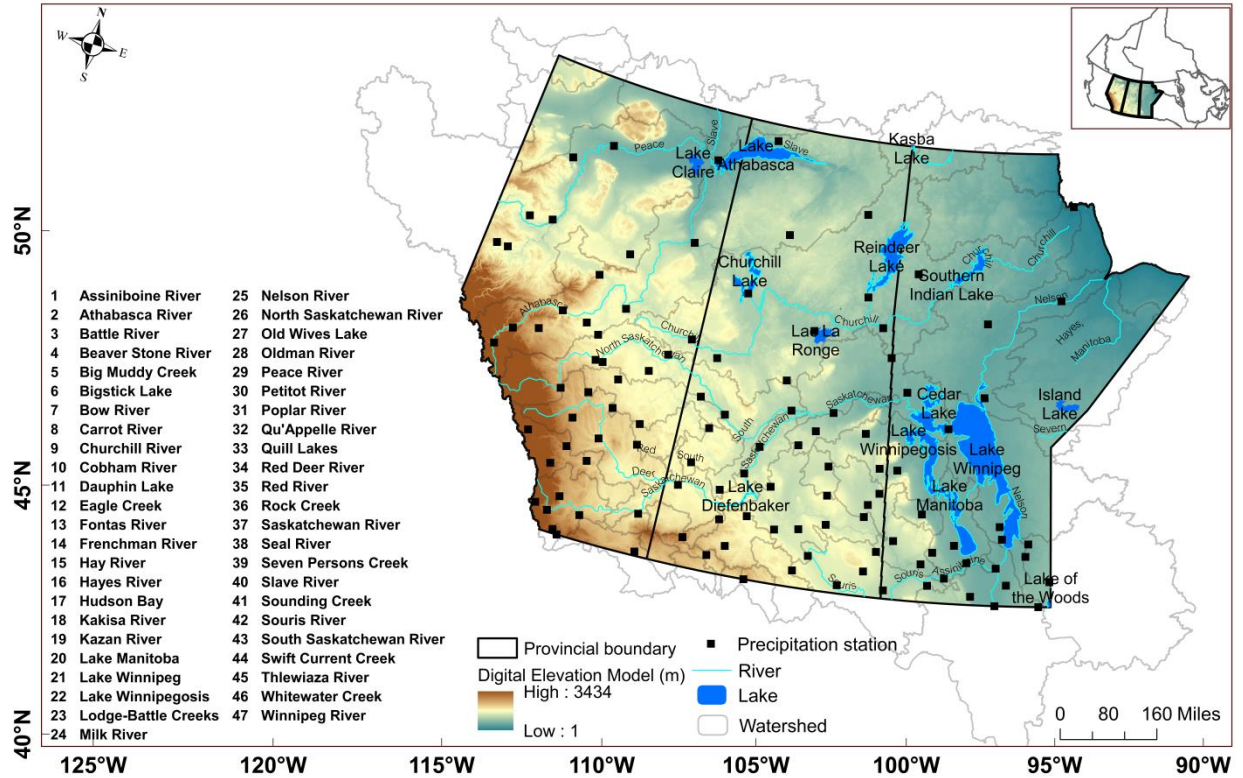 N
W
E
S
50°N
45°N
40°N
125°W
120°W
115°W
110°W
105°W
100°W
95°W
90°W
1 Assiniboine River
2 Athabasca River
3 Battle River
4 Beaver Stone River
5 Big Muddy Creek
6 Bigstick Lake
7 Bow River
8 Carrot River
9 Churchill River
10 Cobham River
11 Dauphin Lake
12 Eagle Creek
13 Fontas River
14 Frenchman River
15 Hay River
16 Hayes River
17 Hudson Bay
18 Kakisa River
19 Kazan River
20 Lake Manitoba
21 Lake Winnipeg
22 Lake Winnipegosis
23 Lodge-Battle Creeks
24 Milk River
25 Nelson River
26 North Saskatchewan River
27 Old Wives Lake
28 Oldman River
29 Peace River
30 Petitot River
31 Poplar River
32 Qu'Appelle River
33 Quill Lakes
34 Red Deer River
35 Red River
36 Rock Creek
37 Saskatchewan River
38 Seal River
39 Seven Persons Creek
40 Slave River
41 Sounding Creek
42 Souris River
43 South Saskatchewan River
44 Swift Current Creek
45 Thlewiaza River
46 Whitewater Creek
47 Winnipeg River
Peace
Slave
Lake
Claire
Lake
Athabasca
Slave
Kasba
Lake
Churchill
Lake
Reindeer
Lake
Churchill
Churchill
Southern
Indian Lake
Nelson
Hayes,
Manitoba
Athabasca
Churchill
Churchill
Lac La
Ronge
North Saskatchewan
Saskatchewan
Cedar
Lake
Island
Lake
Severn
South
Saskatchewan
Lake
Winnipegosis
Lake
Winnipeg
Red
Deer
South
Saskatchewan
Lake
Diefenbaker
Lake
Manitoba
Nelson
Souris
Souris
Assiniboine
Lake of
the Woods
Provincial boundary
Digital Elevation Model (m)
High : 3434
Low : 1
Precipitation station
River
Lake
Watershed
0 80 160 Miles